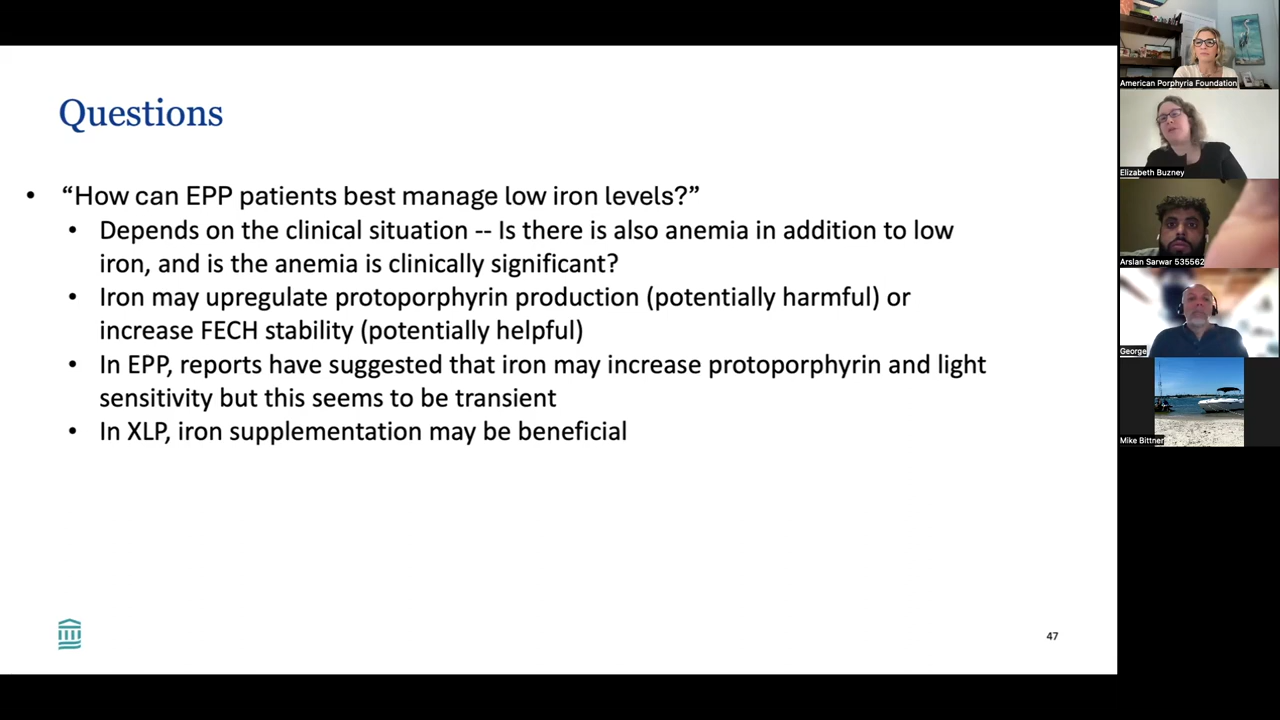 Questions
• “How can EPP patients best manage low iron levels?”
• Depends on the clinical situation -- Is there is also anemia in addition to low
iron, and is the anemia is clinically significant?
• Iron may upregulate protoporphyrin production (potentially harmful) or
increase FECH stability (potentially helpful)
• In EPP, reports have suggested that iron may increase protoporphyrin and light
sensitivity but this seems to be transient
• In XLP, iron supplementation may be beneficial
47
American Porphyria Foundation
Elizabeth Buzney
Arslan Sarwar 535562
George
Mike Bittner